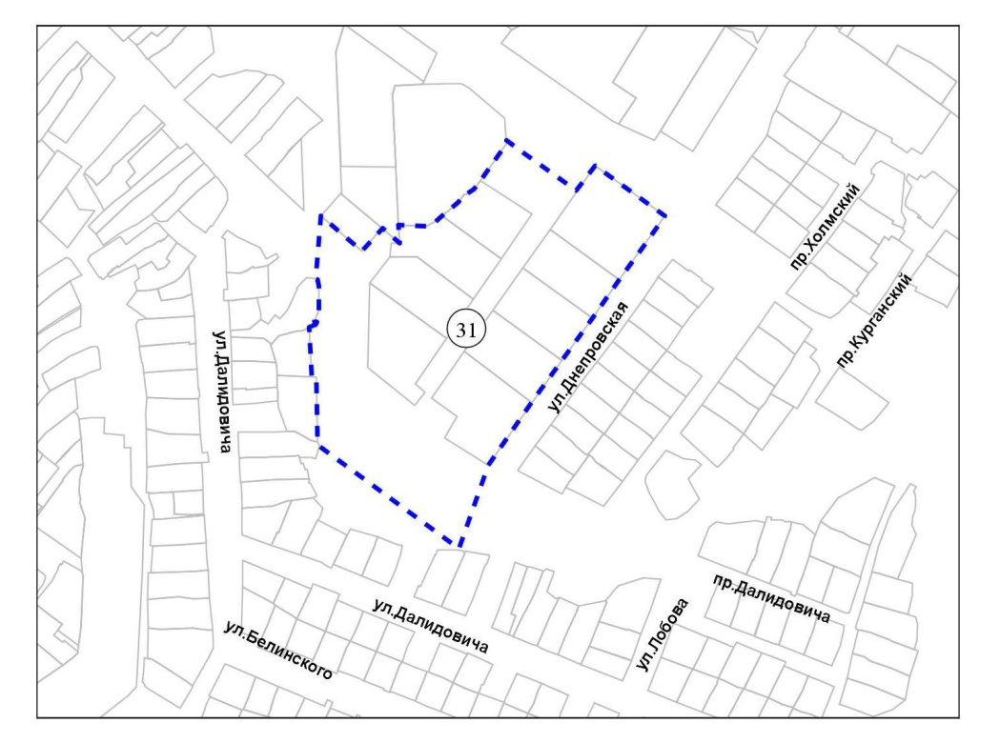 пр.Холмский
пр.Курганский
31
ул.Днепровская
ул.Далидовича
пр.Далидовича
ул.Далидовича
ул.Лобова
ул.Белинского